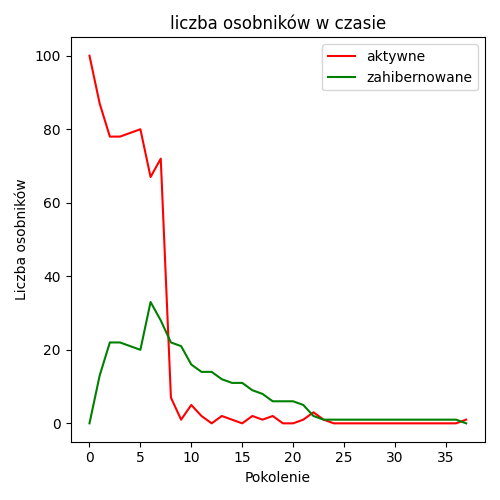 liczba osobników w czasie
aktywne
zahibernowane
Liczba osobników
100
80
60
40
20
0
0 5 10 15 20 25 30 35
Pokolenie